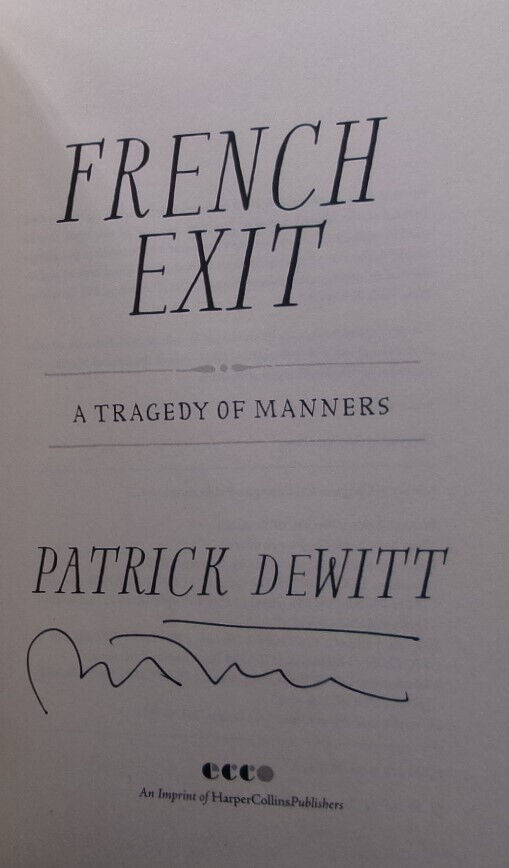 FRENCH
EXIT
A TRAGEDY OF MANNERS
PATRICK DEWITT
ecco
An Imprint of HarperCollinsPublishers